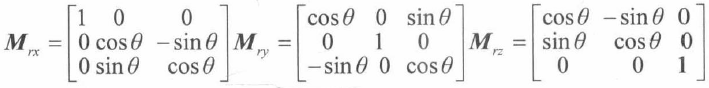 M_rx = [1 0 0; 0 cosθ −sinθ; 0 sinθ cosθ] M_ry = [cosθ 0 sinθ; 0 1 0; −sinθ 0 cosθ] M_rz = [cosθ −sinθ 0; sinθ cosθ 0; 0 0 1]